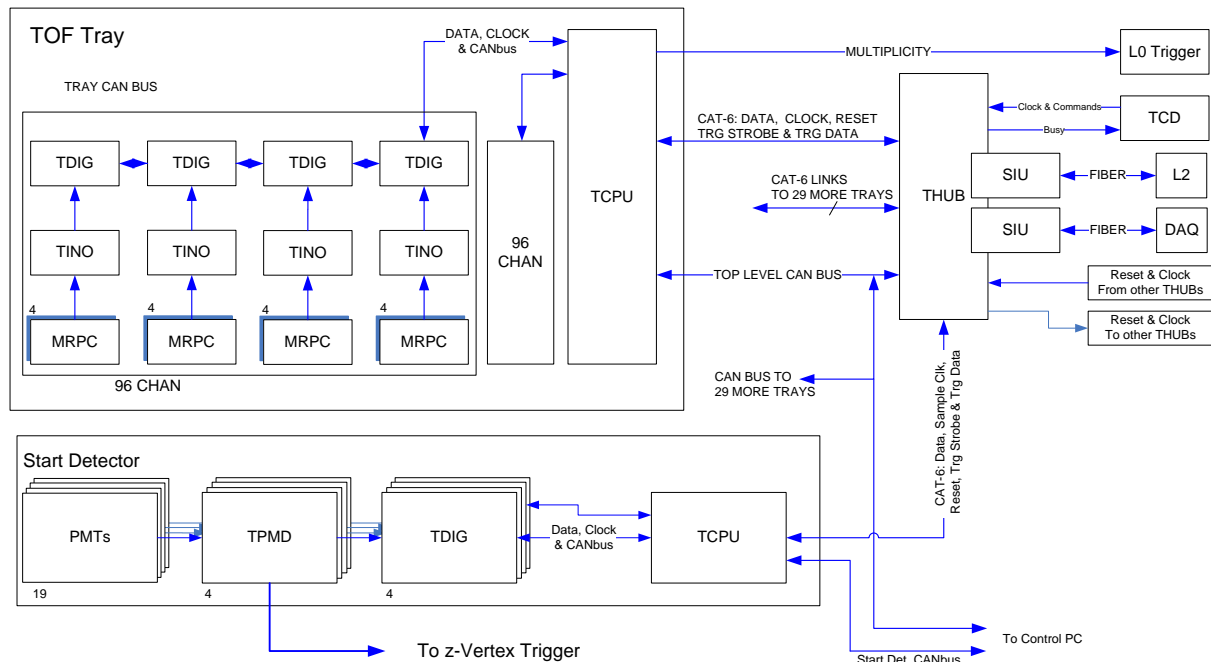 TOF Tray
DATA, CLOCK
& CANbus
TRAY CAN BUS
TDIG
TDIG
TDIG
TDIG
TINO
TINO
TINO
TINO
4
4
4
4
MRPC
MRPC
MRPC
MRPC
96 CHAN
96
CHAN
TCPU
MULTIPLICITY
L0 Trigger
CAT-6: DATA, CLOCK, RESET
TRG STROBE & TRG DATA
CAT-6 LINKS
TO 29 MORE TRAYS
TOP LEVEL CAN BUS
THUB
Clock & Commands
Busy
TCD
SIU
FIBER
L2
SIU
FIBER
DAQ
Reset & Clock
From other THUBs
Reset & Clock
To other THUBs
CAN BUS TO
29 MORE TRAYS
CAT-6: Data, Sample Clk,
Reset, Trg Strobe & Trg Data
Start Detector
PMTs
TPMD
TDIG
Data, Clock
& CANbus
TCPU
19
4
4
To z-Vertex Trigger
To Control PC
Start Det. CANbus